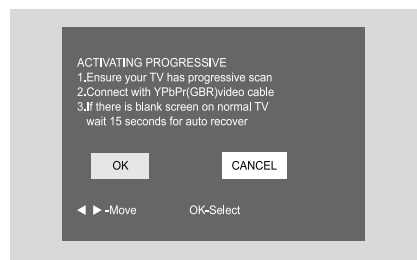 ACTIVATING PROGRESSIVE
1.Ensure your TV has progressive scan
2.Connect with YPbPr(GBR)video cable
3.If there is blank screen on normal TV
wait 15 seconds for auto recover
OK CANCEL
◀ ▶-Move OK-Select